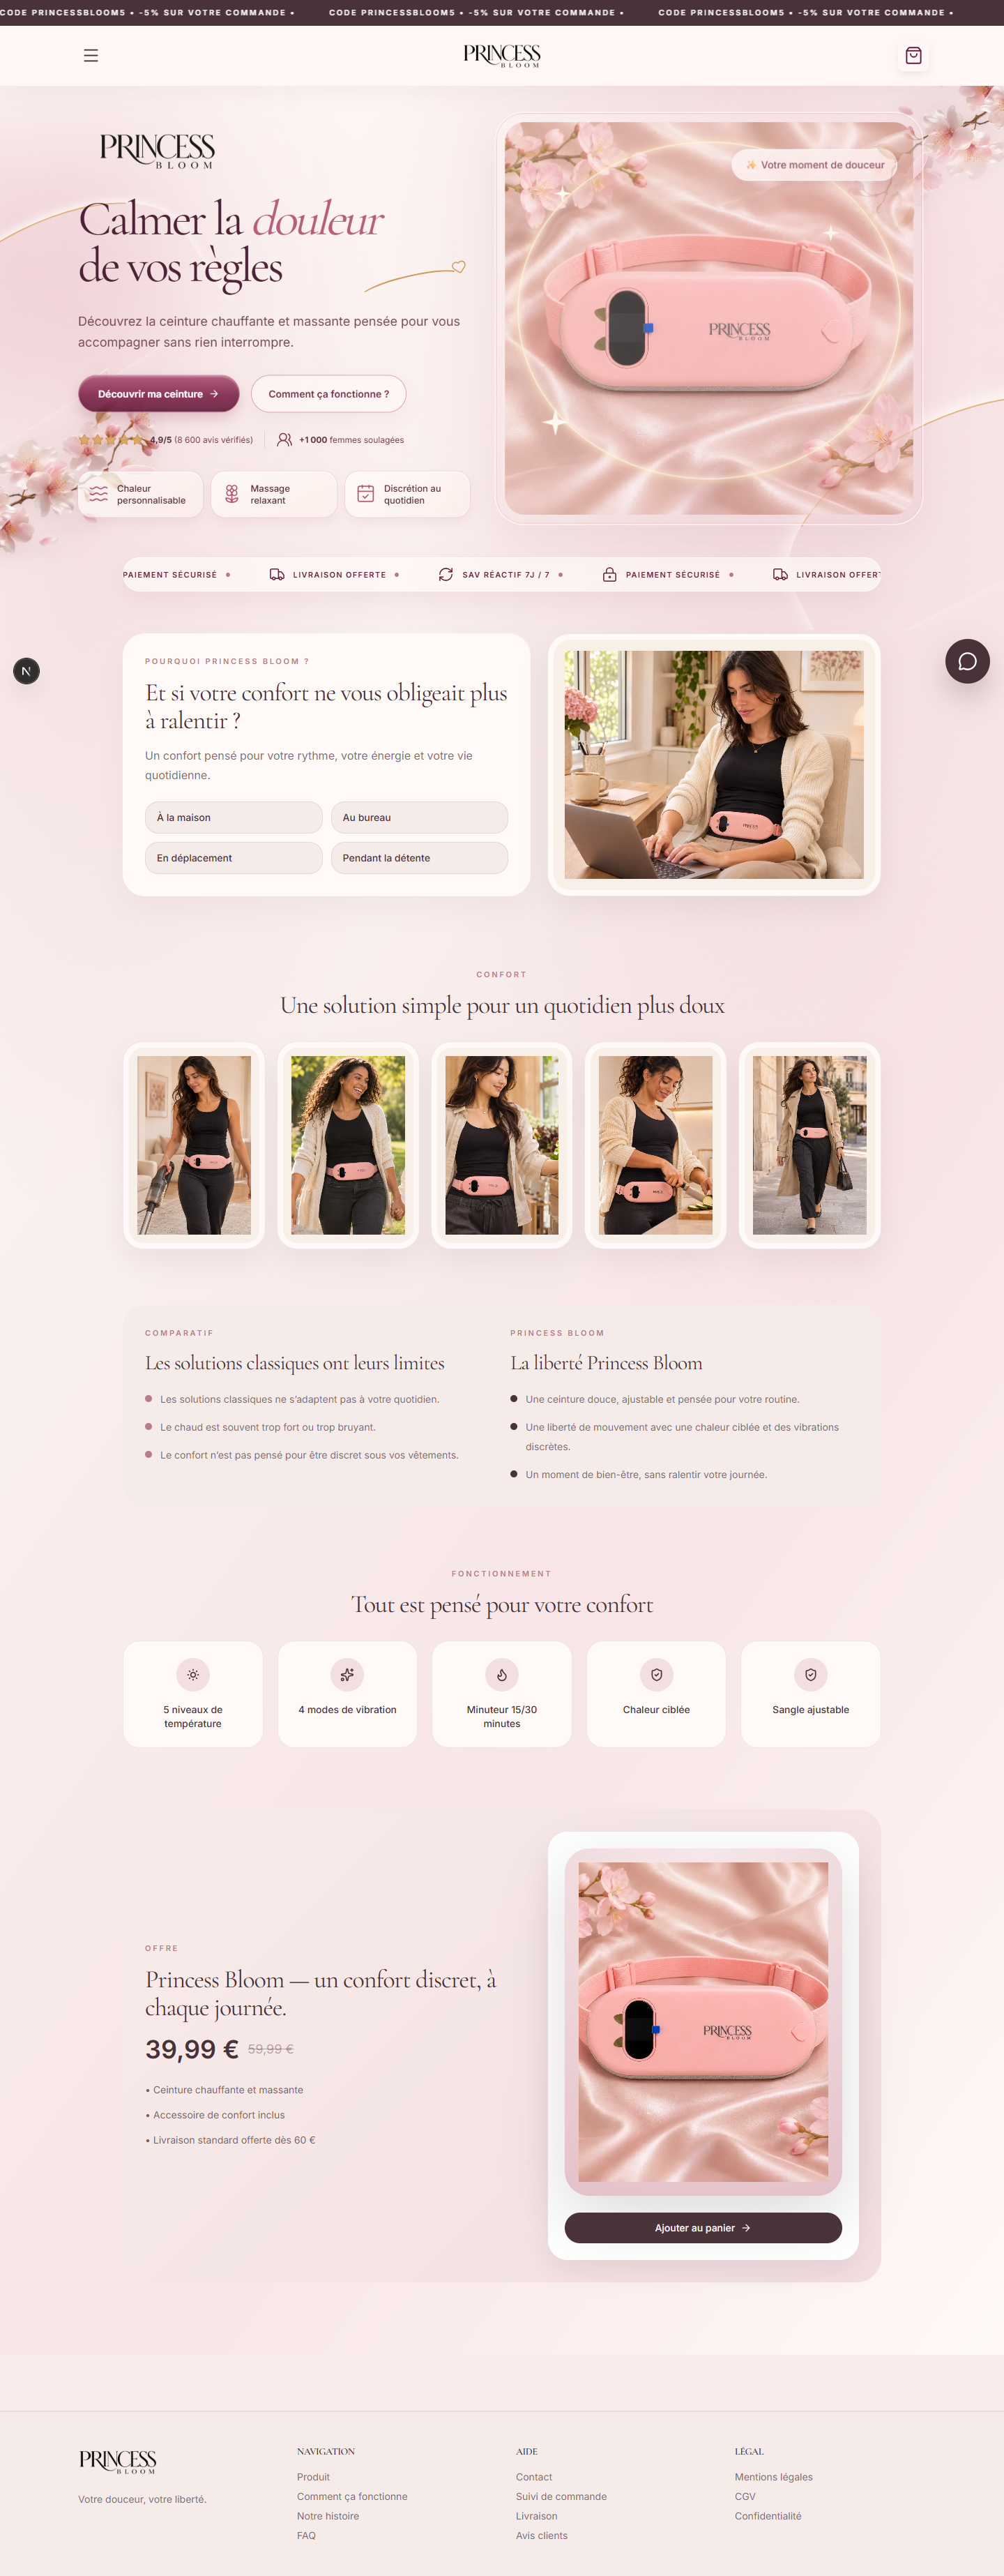 CODE PRINCESSBLOOM5 • -5% SUR VOTRE COMMANDE •
CODE PRINCESSBLOOM5 • -5% SUR VOTRE COMMANDE •
CODE PRINCESSBLOOM5 • -5% SUR VOTRE COMMANDE •
PRINCESS
BLOOM
PRINCESS
BLOOM
Calmer la douleur
de vos règles
Découvrez la ceinture chauffante et massante pensée pour vous
accompagner sans rien interrompre.
Découvrir ma ceinture →
Comment ça fonctionne ?
4,9/5 (8 600 avis vérifiés)
+1 000 femmes soulagées
Chaleur
personnalisable
Massage
relaxant
Discrétion au
quotidien
✨ Votre moment de douceur
PRINCESS
BLOOM
PAIEMENT SÉCURISÉ •
LIVRAISON OFFERTE •
SAV RÉACTIF 7J / 7 •
PAIEMENT SÉCURISÉ •
LIVRAISON OFFERT
N
POURQUOI PRINCESS BLOOM ?
Et si votre confort ne vous obligeait plus
à ralentir ?
Un confort pensé pour votre rythme, votre énergie et votre vie
quotidienne.
À la maison
Au bureau
En déplacement
Pendant la détente
CONFORT
Une solution simple pour un quotidien plus doux
COMPARATIF
Les solutions classiques ont leurs limites
Les solutions classiques ne s'adaptent pas à votre quotidien.
Le chaud est souvent trop fort ou trop bruyant.
Le confort n'est pas pensé pour être discret sous vos vêtements.
PRINCESS BLOOM
La liberté Princess Bloom
Une ceinture douce, ajustable et pensée pour votre routine.
Une liberté de mouvement avec une chaleur ciblée et des vibrations
discrètes.
Un moment de bien-être, sans ralentir votre journée.
FONCTIONNEMENT
Tout est pensé pour votre confort
5 niveaux de
température
4 modes de vibration
Minuteur 15/30
minutes
Chaleur ciblée
Sangle ajustable
OFFRE
Princess Bloom — un confort discret, à
chaque journée.
39,99 € 59,99 €
• Ceinture chauffante et massante
• Accessoire de confort inclus
• Livraison standard offerte dès 60 €
PRINCESS
BLOOM
Ajouter au panier →
PRINCESS
BLOOM
Votre douceur, votre liberté.
NAVIGATION
Produit
Comment ça fonctionne
Notre histoire
FAQ
AIDE
Contact
Suivi de commande
Livraison
Avis clients
LÉGAL
Mentions légales
CGV
Confidentialité